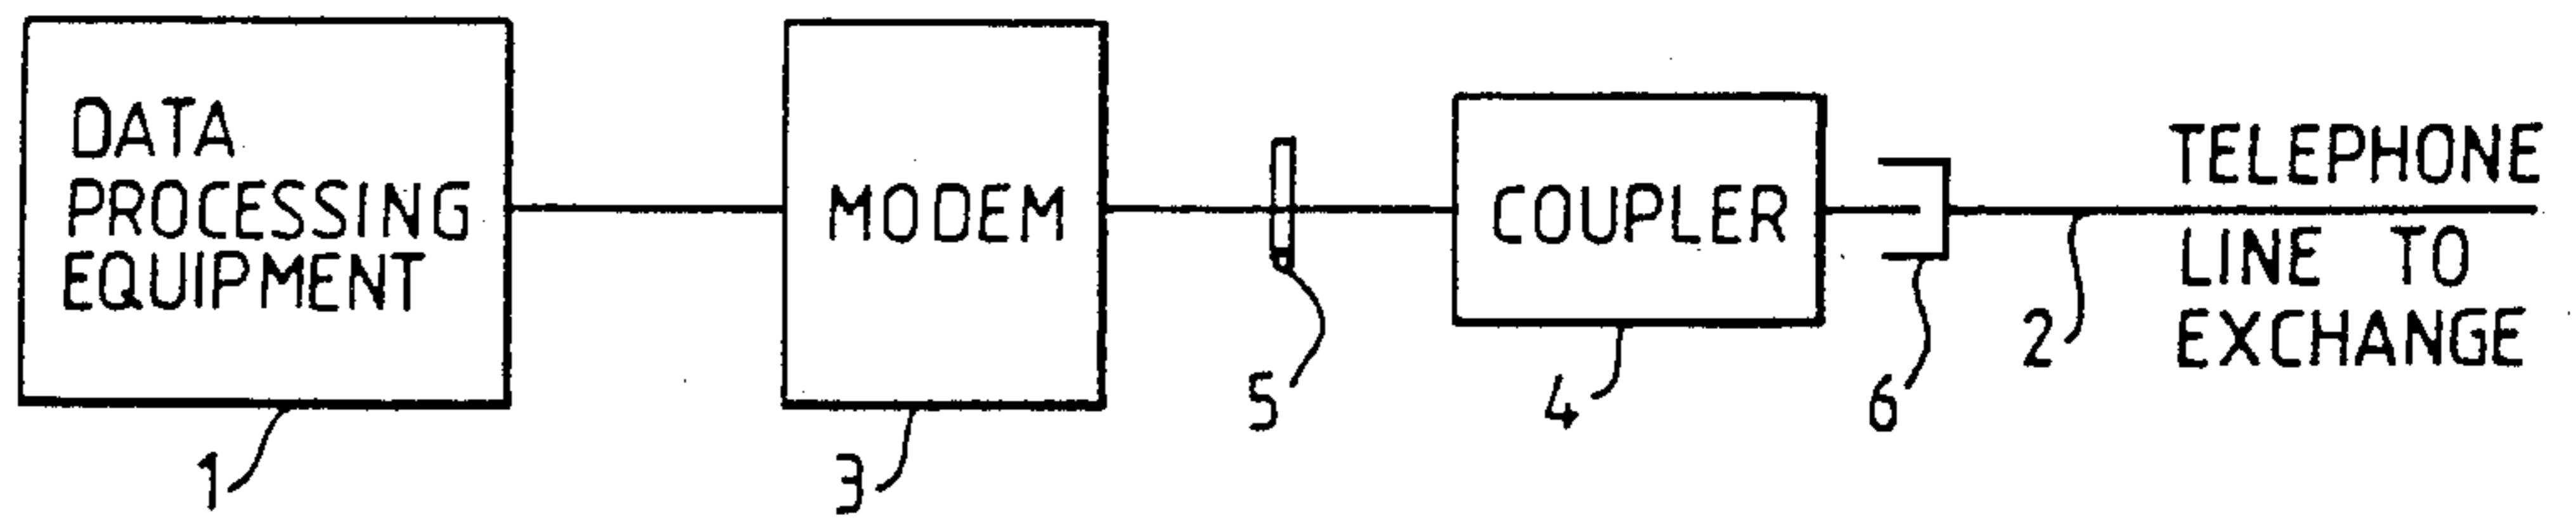 DATA
PROCESSING
EQUIPMENT
MODEM
COUPLER
TELEPHONE
LINE TO
EXCHANGE
1
3
5
4
6
2